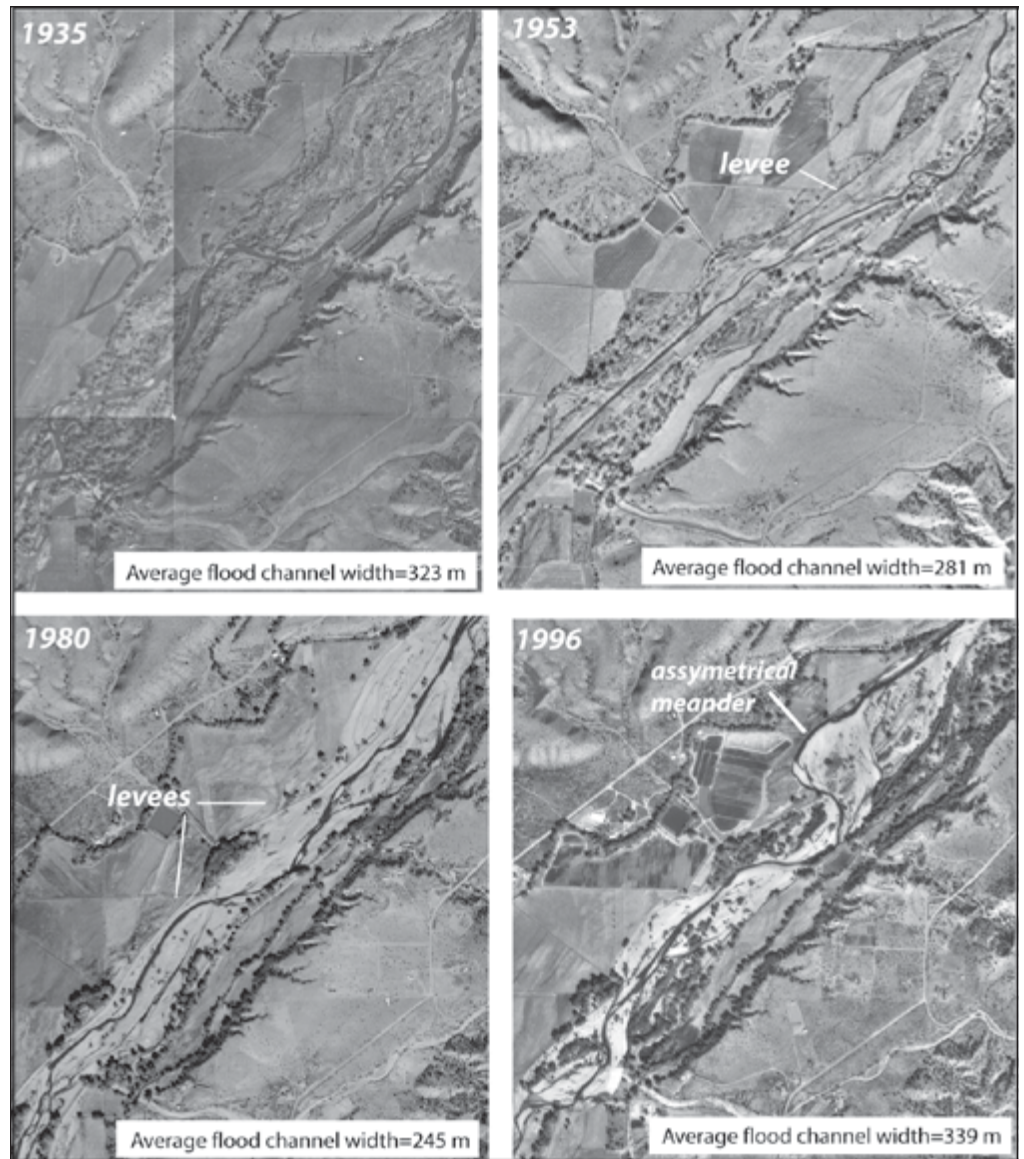 1935
Average flood channel width=323 m
1953
levee
Average flood channel width=281 m
1980
levees
Average flood channel width=245 m
1996
assymetrical
meander
Average flood channel width=339 m